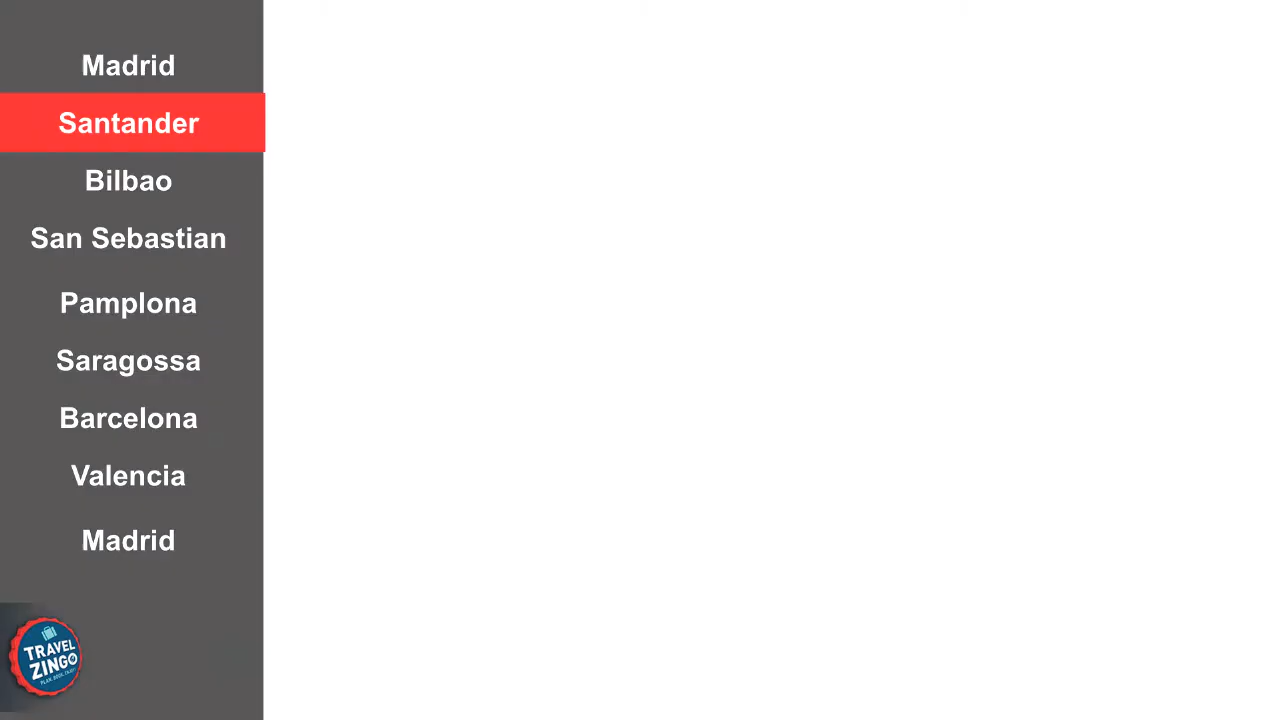 Madrid
Santander
Bilbao
San Sebastian
Pamplona
Saragossa
Barcelona
Valencia
Madrid
TRAVEL
ZINGO